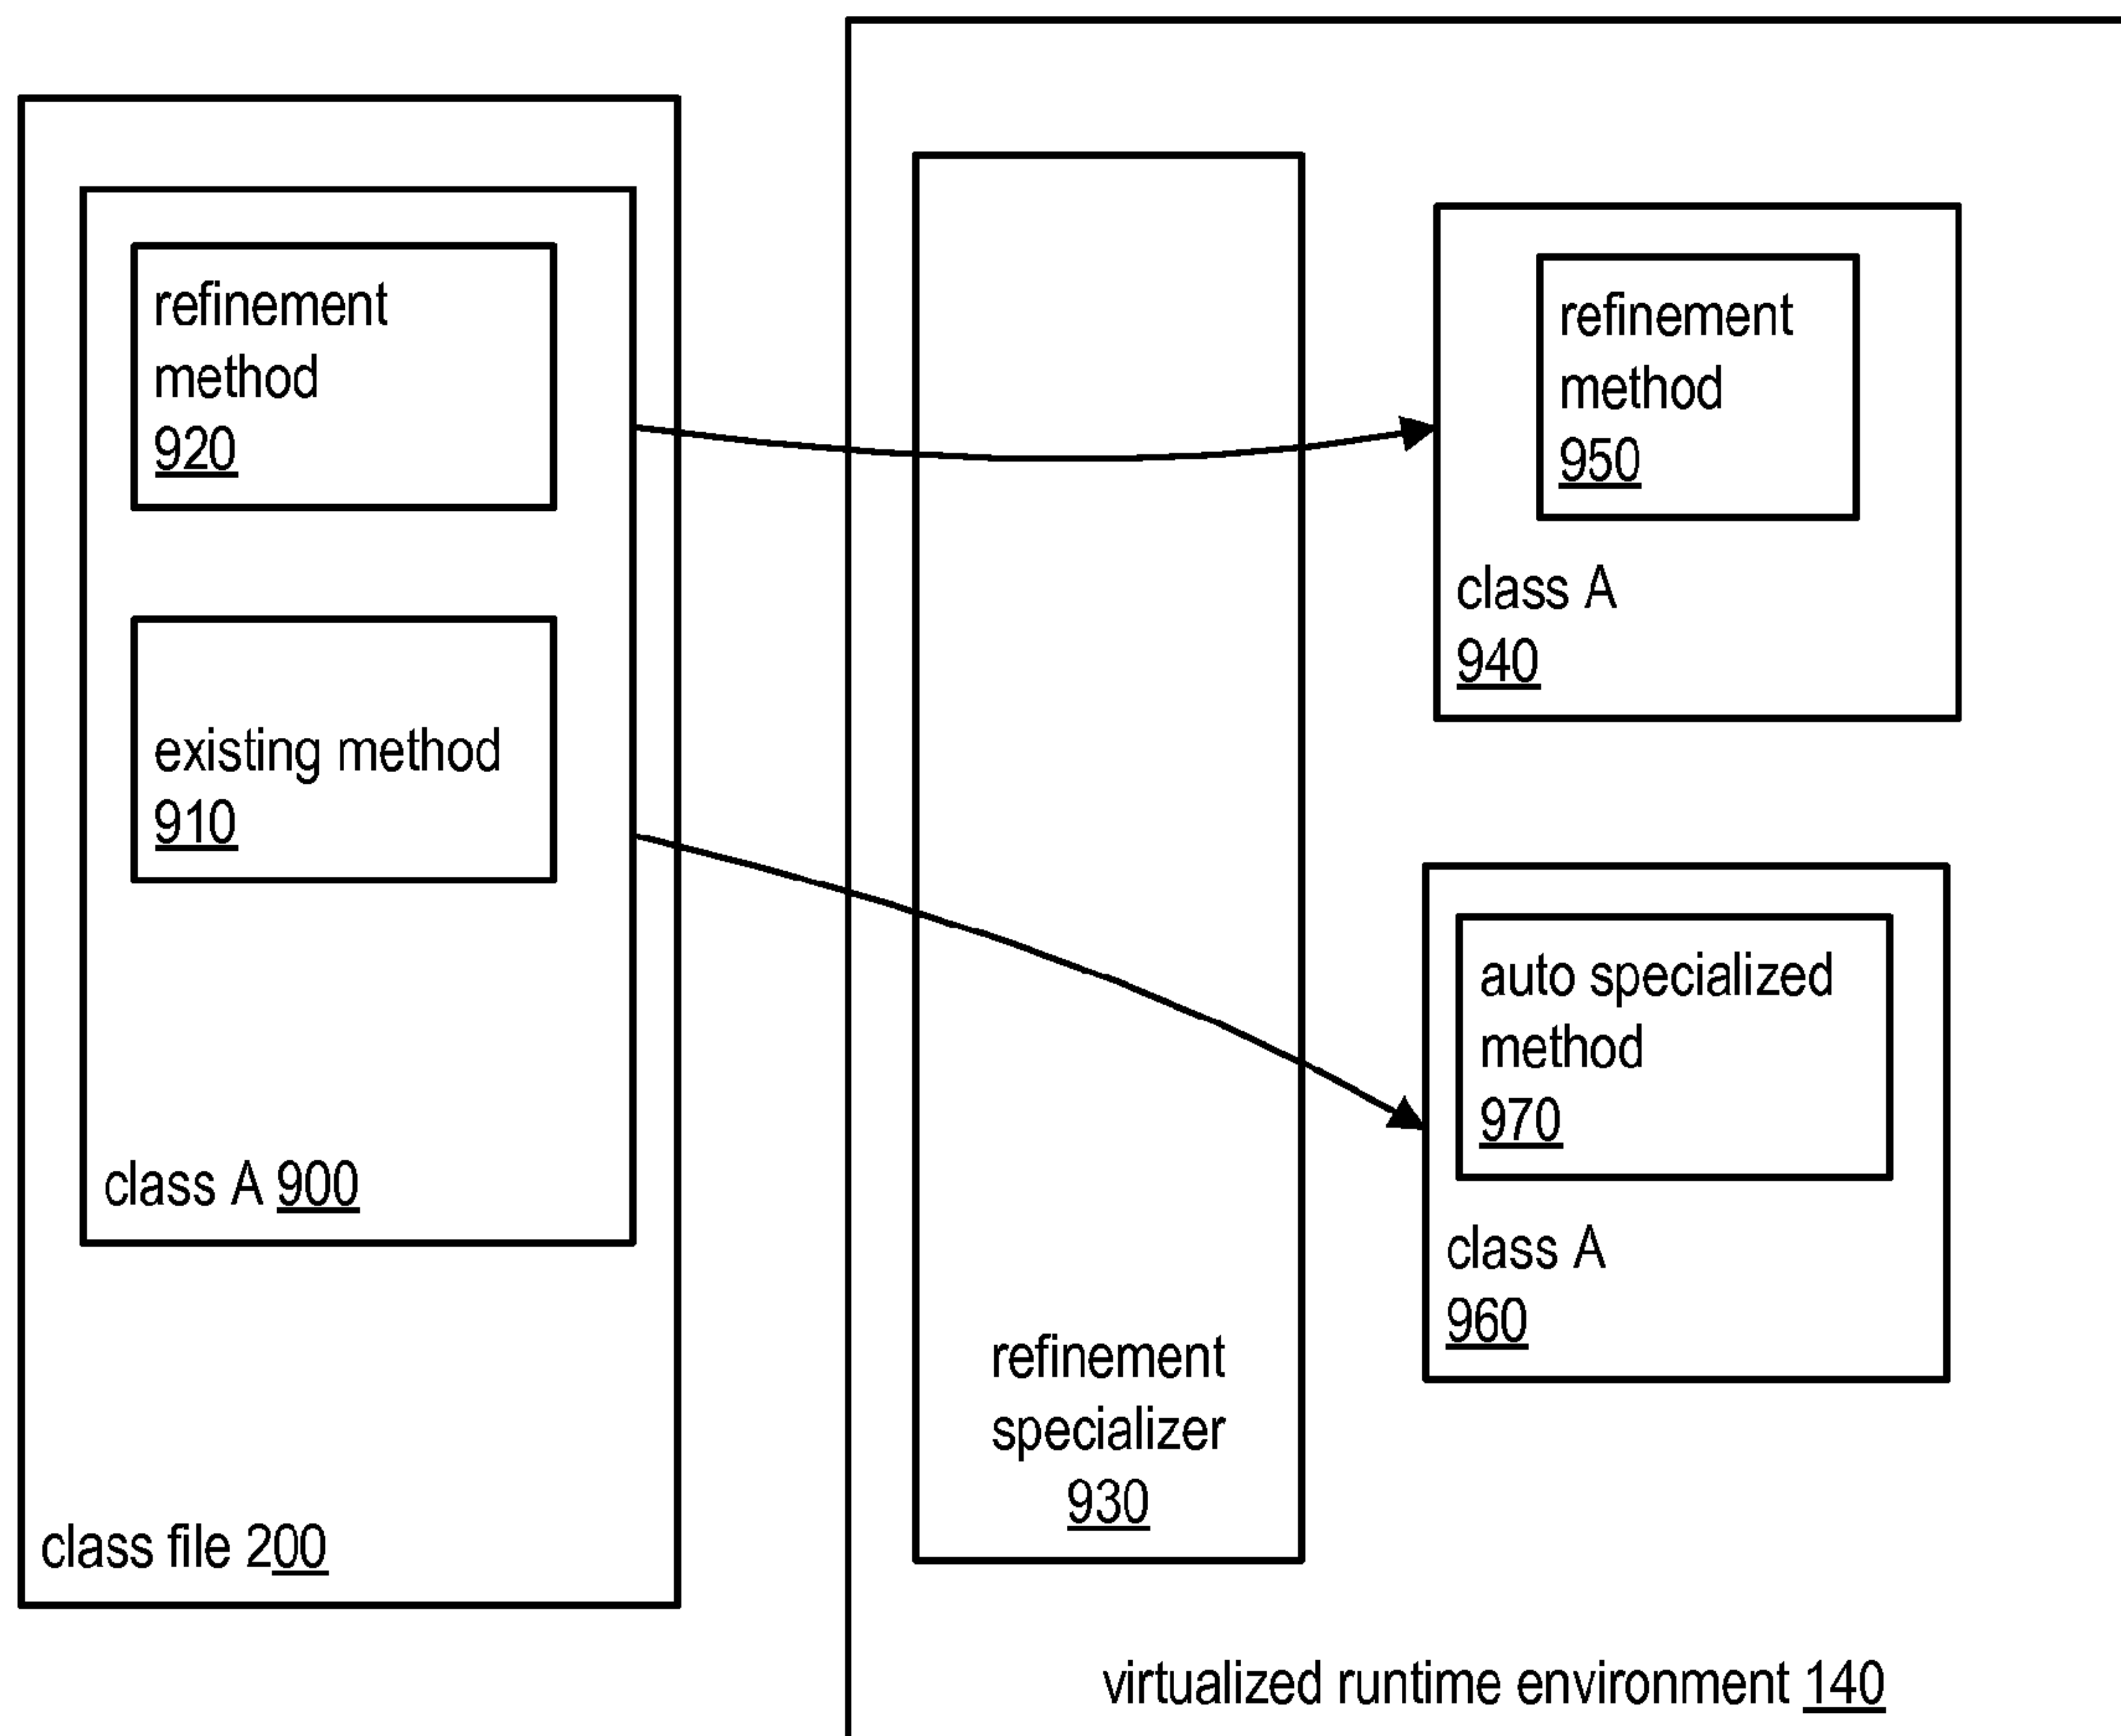 refinement
method
920
existing method
910
class A 900
class file 200
refinement
specializer
930
refinement
method
950
class A
940
auto specialized
method
970
class A
960
virtualized runtime environment 140